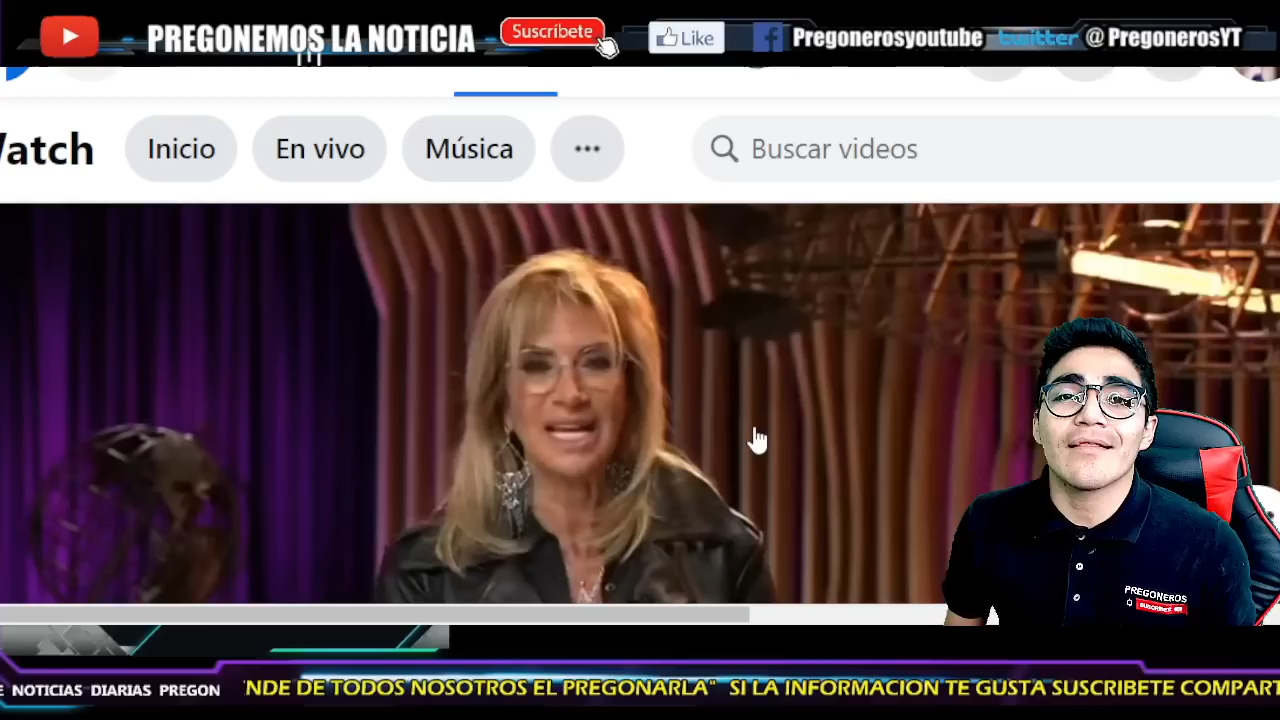 PREGONEMOS LA NOTICIA
Suscríbete
Like
Pregonerosyoutube
twitter @PregonerosYT
atch
Inicio
En vivo
Música
Buscar videos
PREGONEROS
E NOTICIAS DIARIAS PREGON
NDE DE TODOS NOSOTROS EL PREGONARLA" SI LA INFORMACION TE GUSTA SUSCRIBETE COMPART